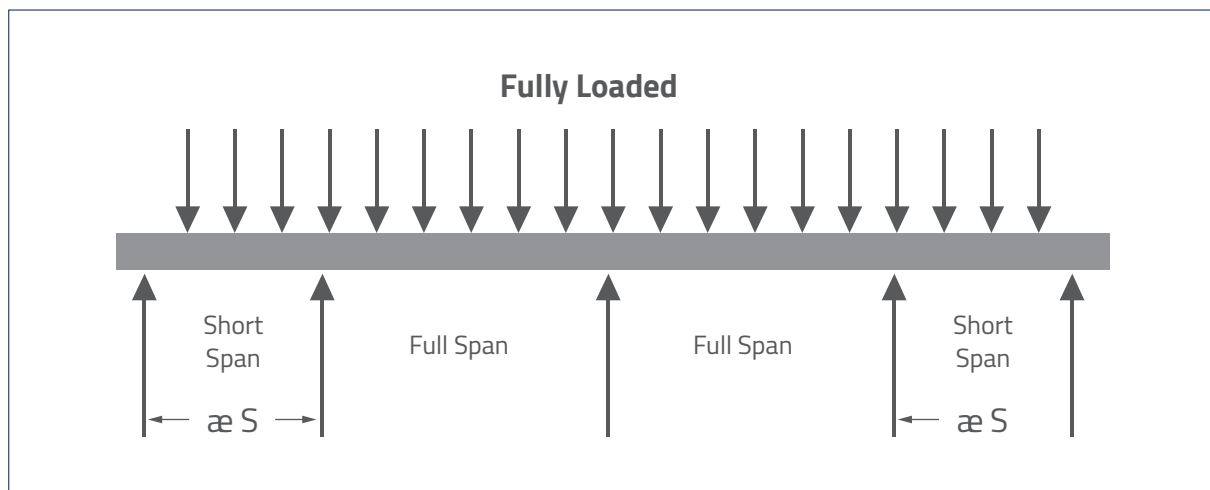 Fully Loaded
Short
Span
Full Span
Full Span
Short
Span
æ S
æ S